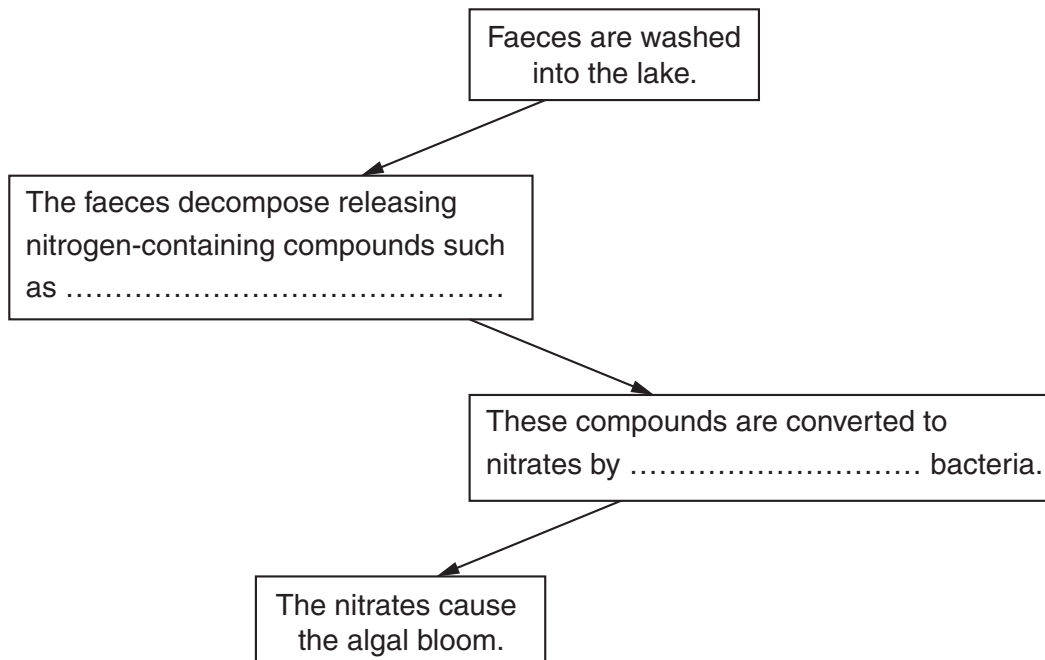 Faeces are washed
into the lake.
The faeces decompose releasing
nitrogen-containing compounds such
as ............................................
These compounds are converted to
nitrates by .............................. bacteria.
The nitrates cause
the algal bloom.